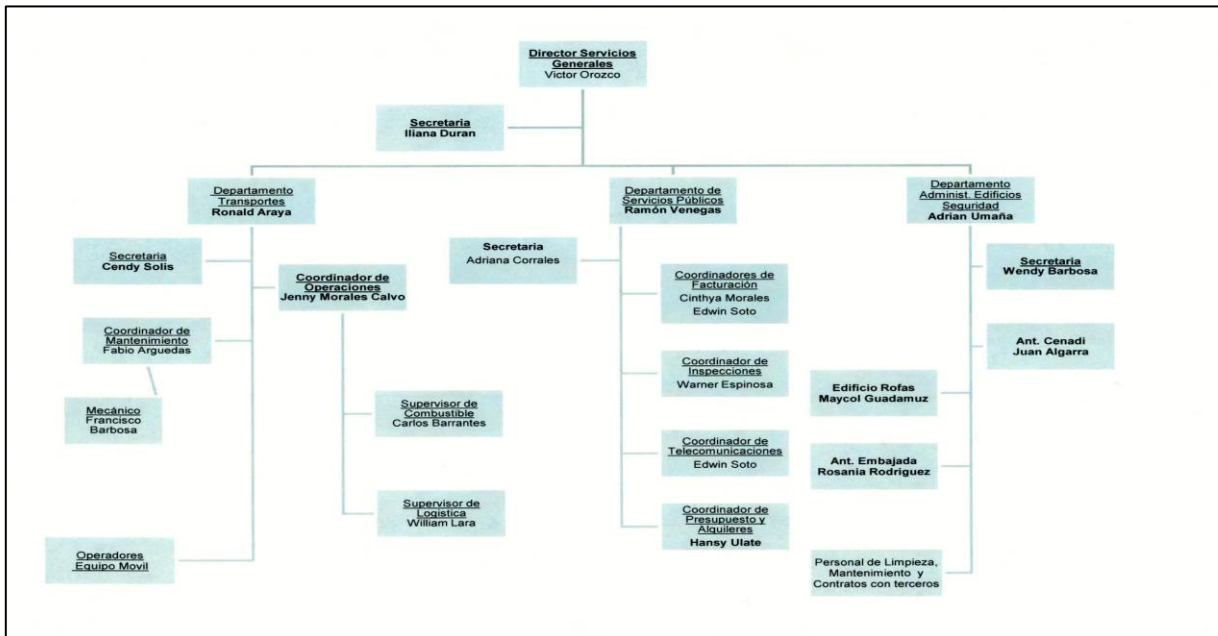 Director Servicios
Generales
Victor Orozco
Secretaria
Iliana Duran
Departamento
Transportes
Ronald Araya
Departamento de
Servicios Públicos
Ramón Venegas
Departamento
Administ. Edificios
Seguridad
Adrian Umaña
Secretaria
Cendy Solis
Coordinador de
Operaciones
Jenny Morales Calvo
Coordinador de
Mantenimiento
Fabio Arguedas
Mecánico
Francisco
Barbosa
Supervisor de
Combustible
Carlos Barrantes
Supervisor de
Logistica
William Lara
Operadores
Equipo Movil
Secretaria
Adriana Corrales
Coordinadores de
Facturación
Cinthya Morales
Edwin Soto
Coordinador de
Inspecciones
Warner Espinosa
Coordinador de
Telecomunicaciones
Edwin Soto
Coordinador de
Presupuesto y
Alquileres
Hansy Ulate
Secretaria
Wendy Barbosa
Ant. Cenadi
Juan Algarra
Edificio Rofas
Maycol Guadamuz
Ant. Embajada
Rosania Rodriguez
Personal de Limpieza,
Mantenimiento y
Contratos con terceros